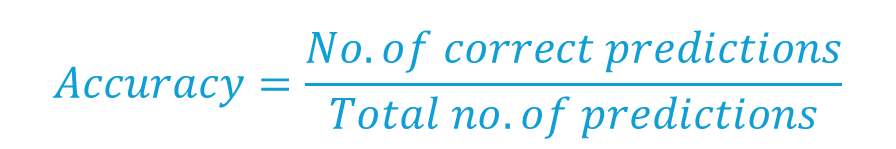 No. of correct predictions
Accuracy =
Total no. of predictions